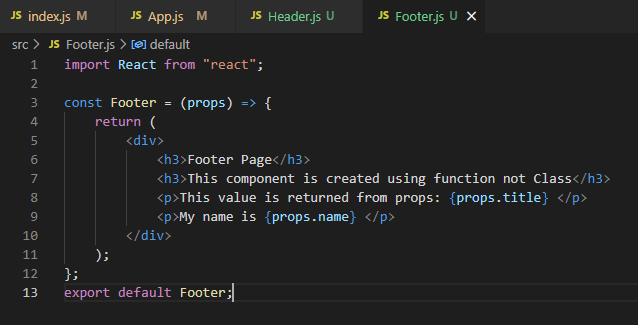 JS index.js M JS App.js M JS Header.js U JS Footer.js U ×
src > JS Footer.js > default
1 import React from "react";
2
3 const Footer = (props) => {
4 return (
5 <div>
6 <h3>Footer Page</h3>
7 <h3>This component is created using function not Class</h3>
8 <p>This value is returned from props: {props.title} </p>
9 <p>My name is {props.name} </p>
10 </div>
11 );
12 };
13 export default Footer;